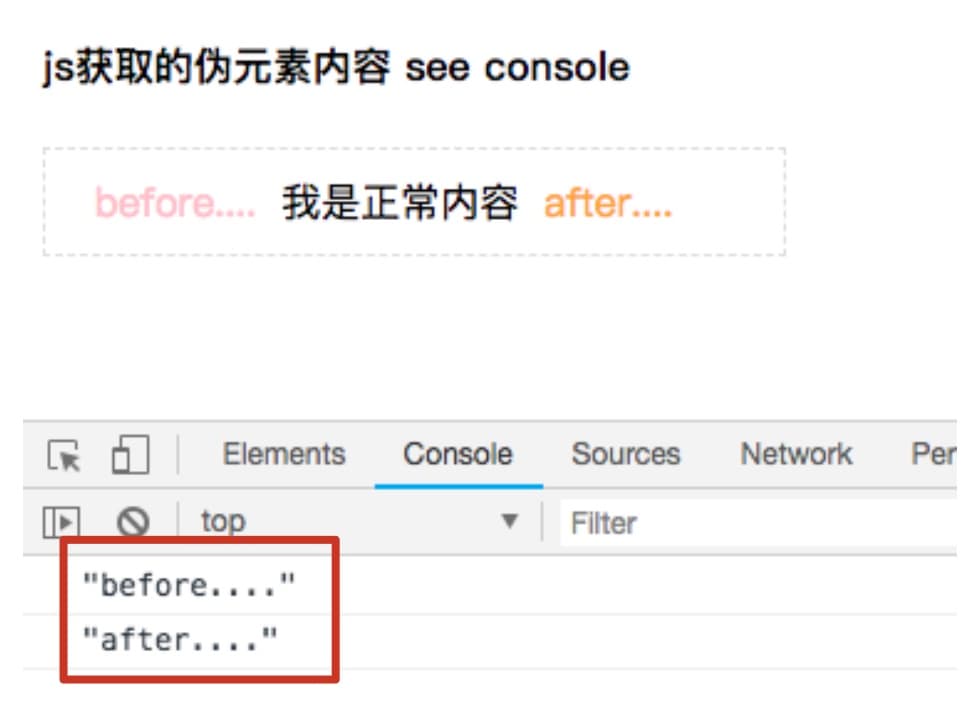 js获取的伪元素内容 see console
before.... 我是正常内容 after....
Elements Console Sources Network Per
top Filter
"before...."
"after...."